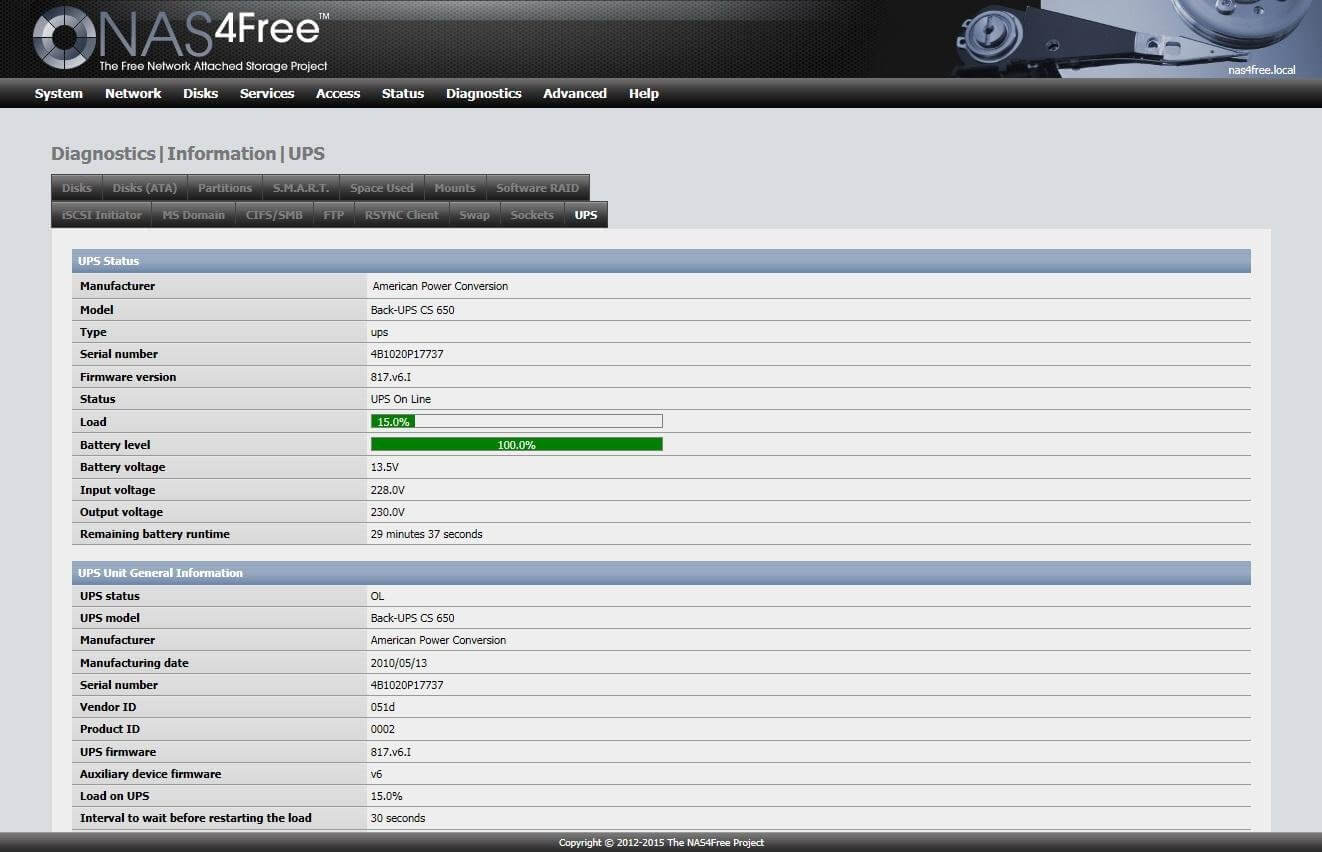 NAS4Free™
The Free Network Attached Storage Project
nas4free.local
System Network Disks Services Access Status Diagnostics Advanced Help
Diagnostics|Information|UPS
Disks Disks (ATA) Partitions S.M.A.R.T. Space Used Mounts Software RAID
iSCSI Initiator MS Domain CIFS/SMB FTP RSYNC Client Swap Sockets UPS
UPS Status
Manufacturer American Power Conversion
Model Back-UPS CS 650
Type ups
Serial number 4B1020P17737
Firmware version 817.v6.I
Status UPS On Line
Load 15.0%
Battery level 100.0%
Battery voltage 13.5V
Input voltage 228.0V
Output voltage 230.0V
Remaining battery runtime 29 minutes 37 seconds
UPS Unit General Information
UPS status OL
UPS model Back-UPS CS 650
Manufacturer American Power Conversion
Manufacturing date 2010/05/13
Serial number 4B1020P17737
Vendor ID 051d
Product ID 0002
UPS firmware 817.v6.I
Auxiliary device firmware v6
Load on UPS 15.0%
Interval to wait before restarting the load 30 seconds
Copyright © 2012-2015 The NAS4Free Project